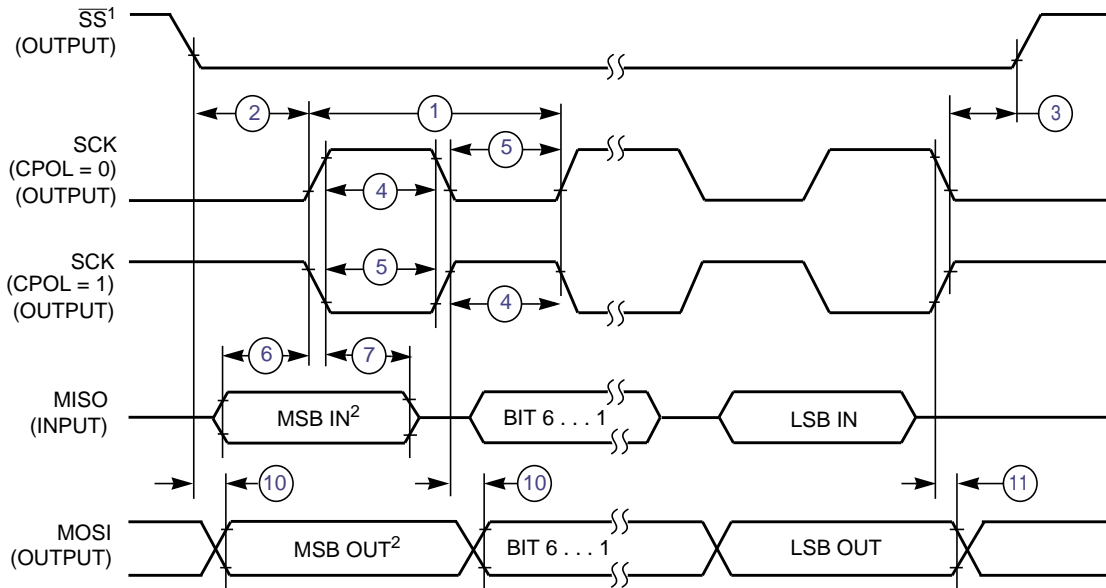 SS¹
(OUTPUT)
2
1
3
SCK
(CPOL = 0)
(OUTPUT)
5
4
SCK
(CPOL = 1)
(OUTPUT)
5
4
6
7
MISO
(INPUT)
MSB IN²
BIT 6 . . . 1
LSB IN
10
10
11
MOSI
(OUTPUT)
MSB OUT²
BIT 6 . . . 1
LSB OUT